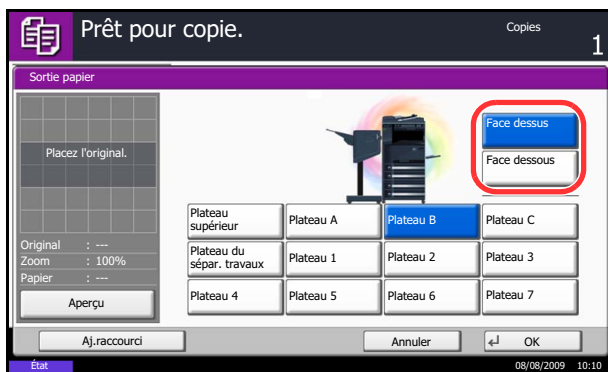 Prêt pour copie.
Copies
1
Sortie papier
Placez l'original.
Face dessus
Face dessous
Plateau supérieur
Plateau A
Plateau B
Plateau C
Plateau du sépar. travaux
Plateau 1
Plateau 2
Plateau 3
Plateau 4
Plateau 5
Plateau 6
Plateau 7
Original : ---
Zoom : 100%
Papier : ---
Aperçu
Aj.raccourci
Annuler
OK
État
08/08/2009 10:10